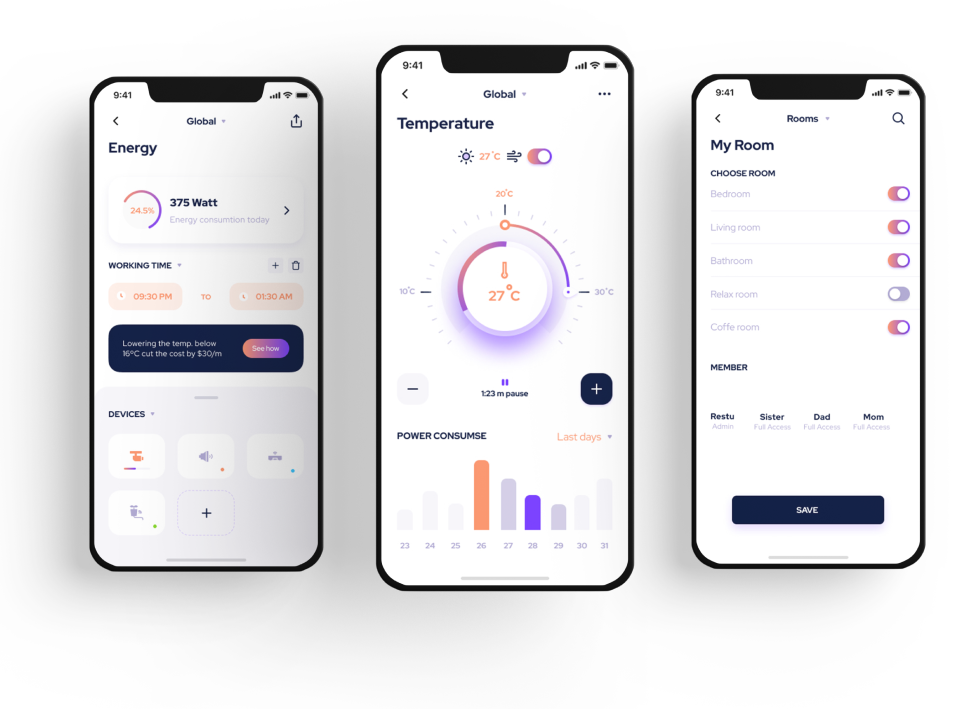 9:41
Global
Energy
24.5%
375 Watt
Energy consumtion today
WORKING TIME
+
09:30 PM
TO
01:30 AM
Lowering the temp. below
16°C cut the cost by $30/m
See how
DEVICES
+
9:41
Global
Temperature
27°C
20°C
10°C
30°C
27°C
1:23 m pause
POWER CONSUMSE
Last days
23 24 25 26 27 28 29 30 31
9:41
Rooms
My Room
CHOOSE ROOM
Bedroom
Living room
Bathroom
Relax room
Coffe room
MEMBER
Restu Sister Dad Mom
Admin Full Access Full Access Full Access
SAVE